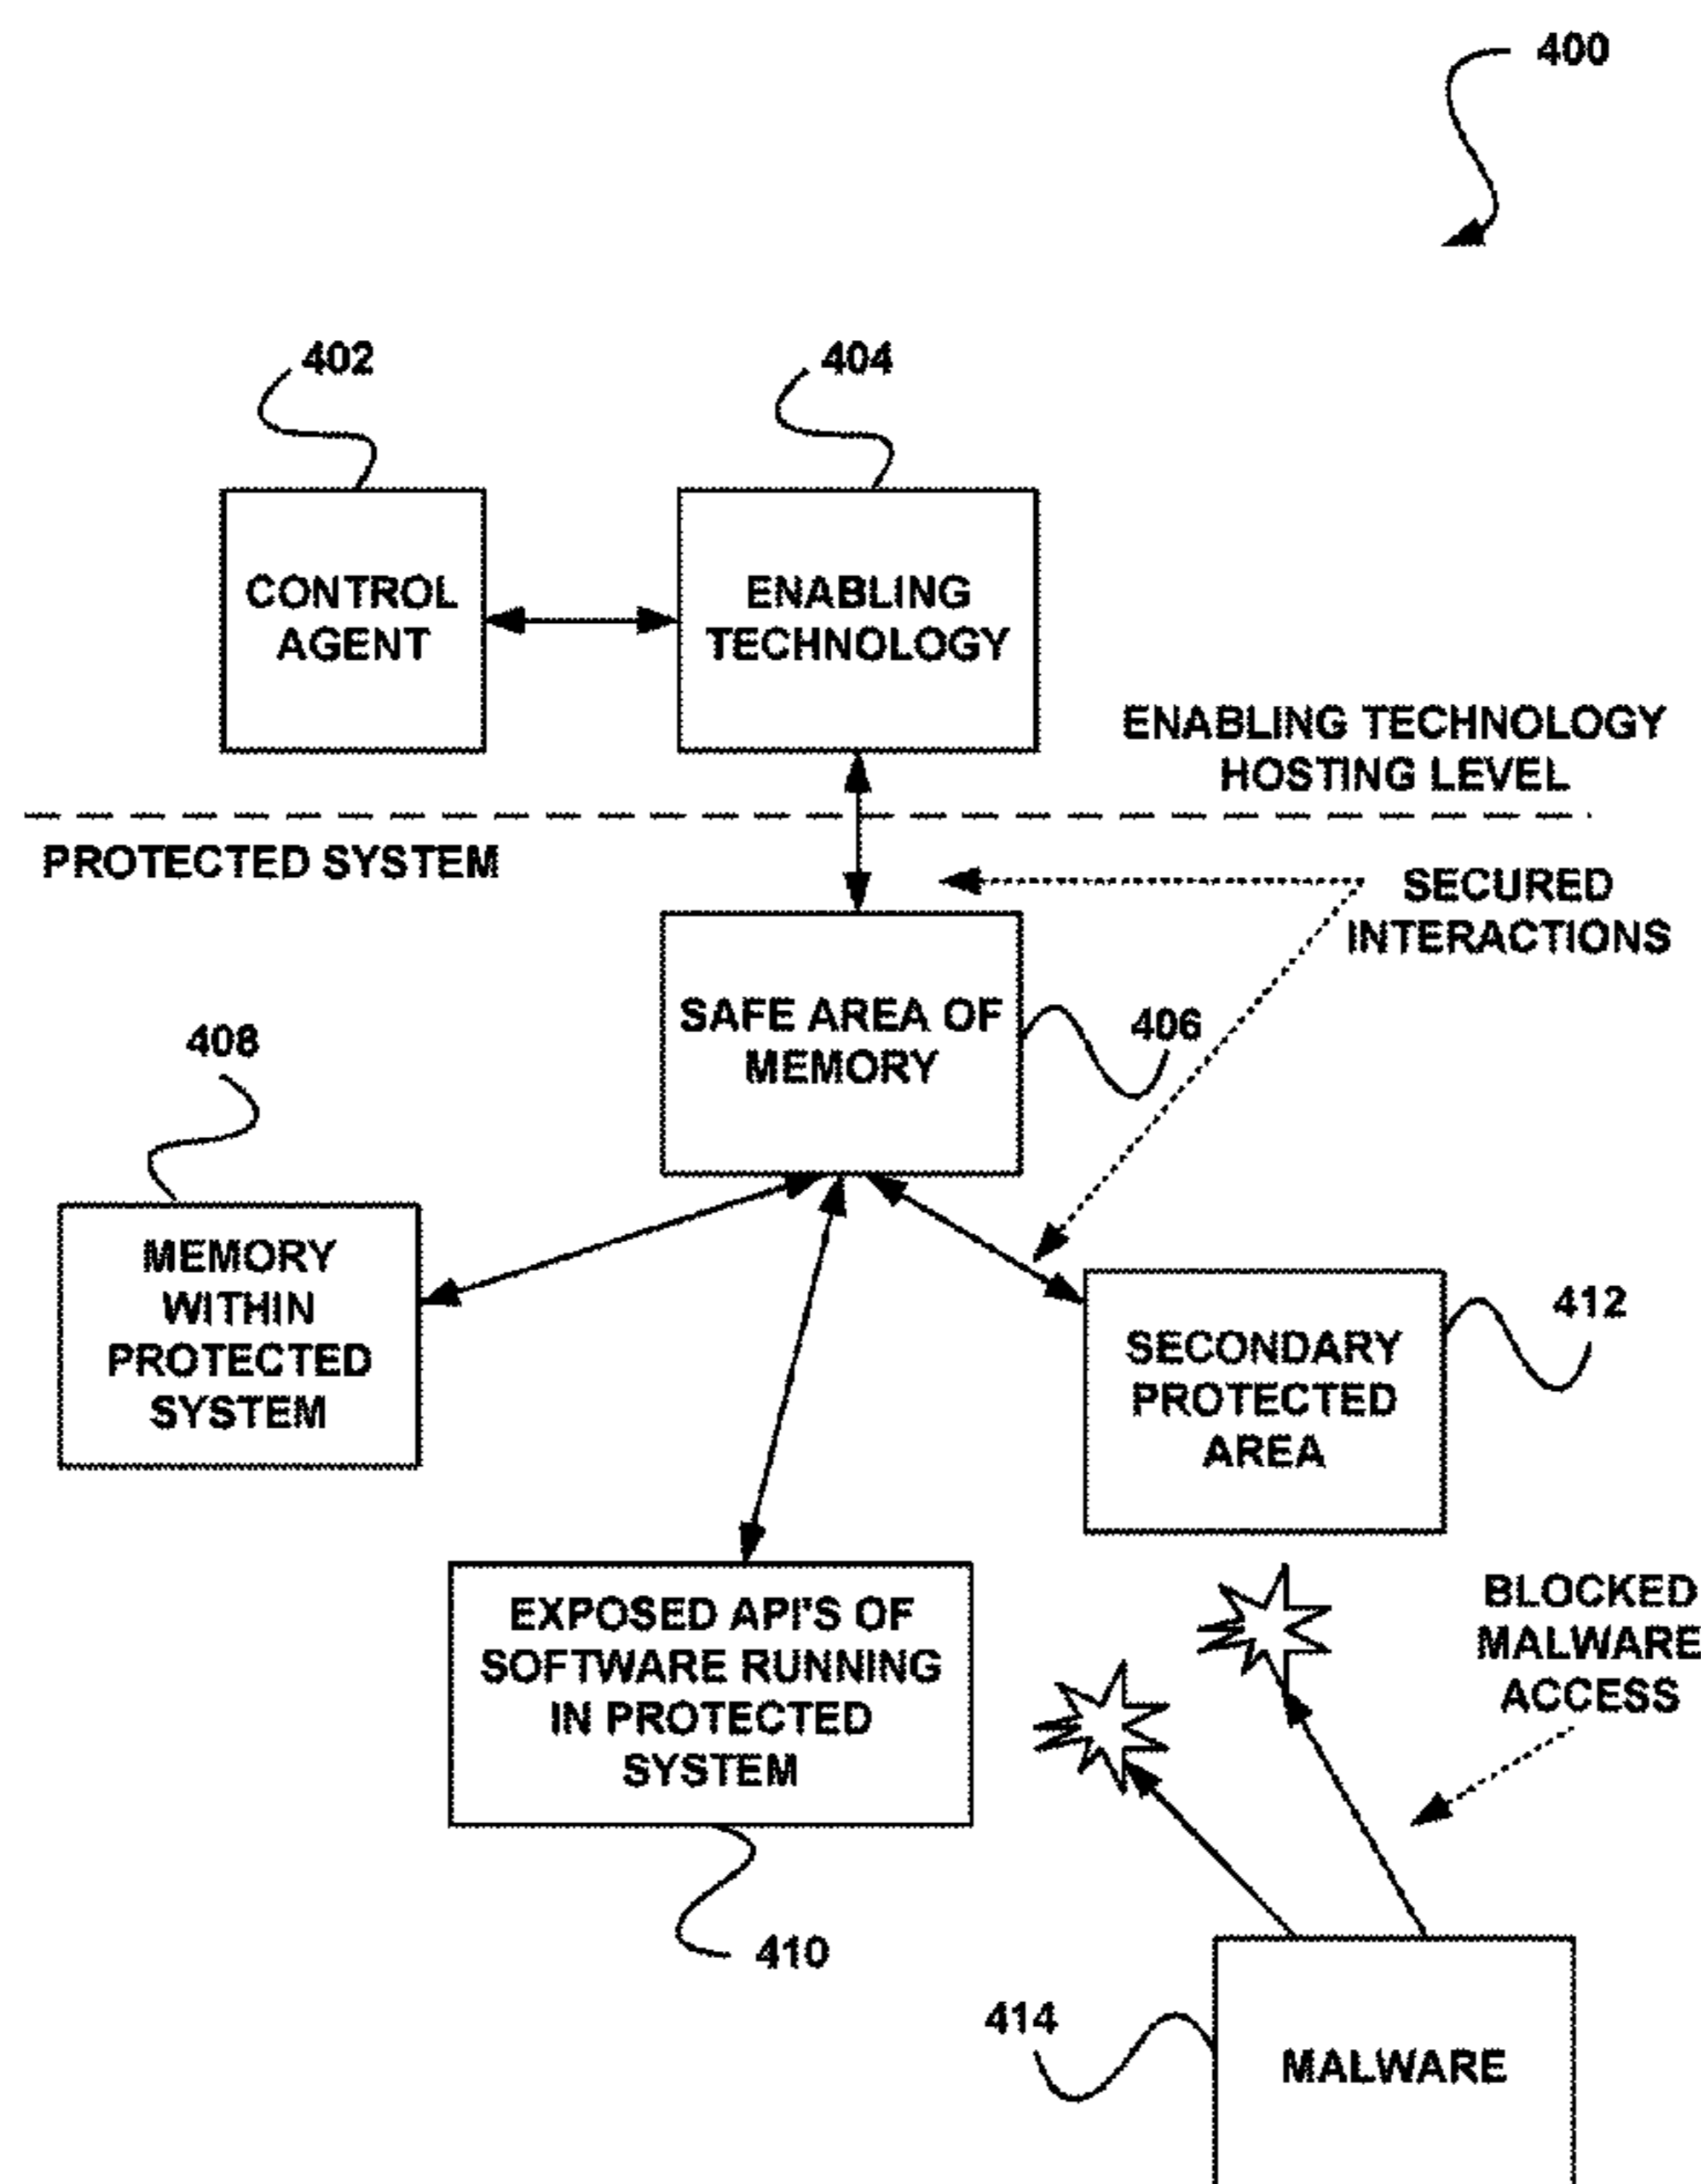 400
402
404
CONTROL
AGENT
ENABLING
TECHNOLOGY
ENABLING TECHNOLOGY
HOSTING LEVEL
PROTECTED SYSTEM
SECURED
INTERACTIONS
SAFE AREA OF
MEMORY
406
408
MEMORY
WITHIN
PROTECTED
SYSTEM
412
SECONDARY
PROTECTED
AREA
EXPOSED API'S OF
SOFTWARE RUNNING
IN PROTECTED
SYSTEM
BLOCKED
MALWARE
ACCESS
410
414
MALWARE